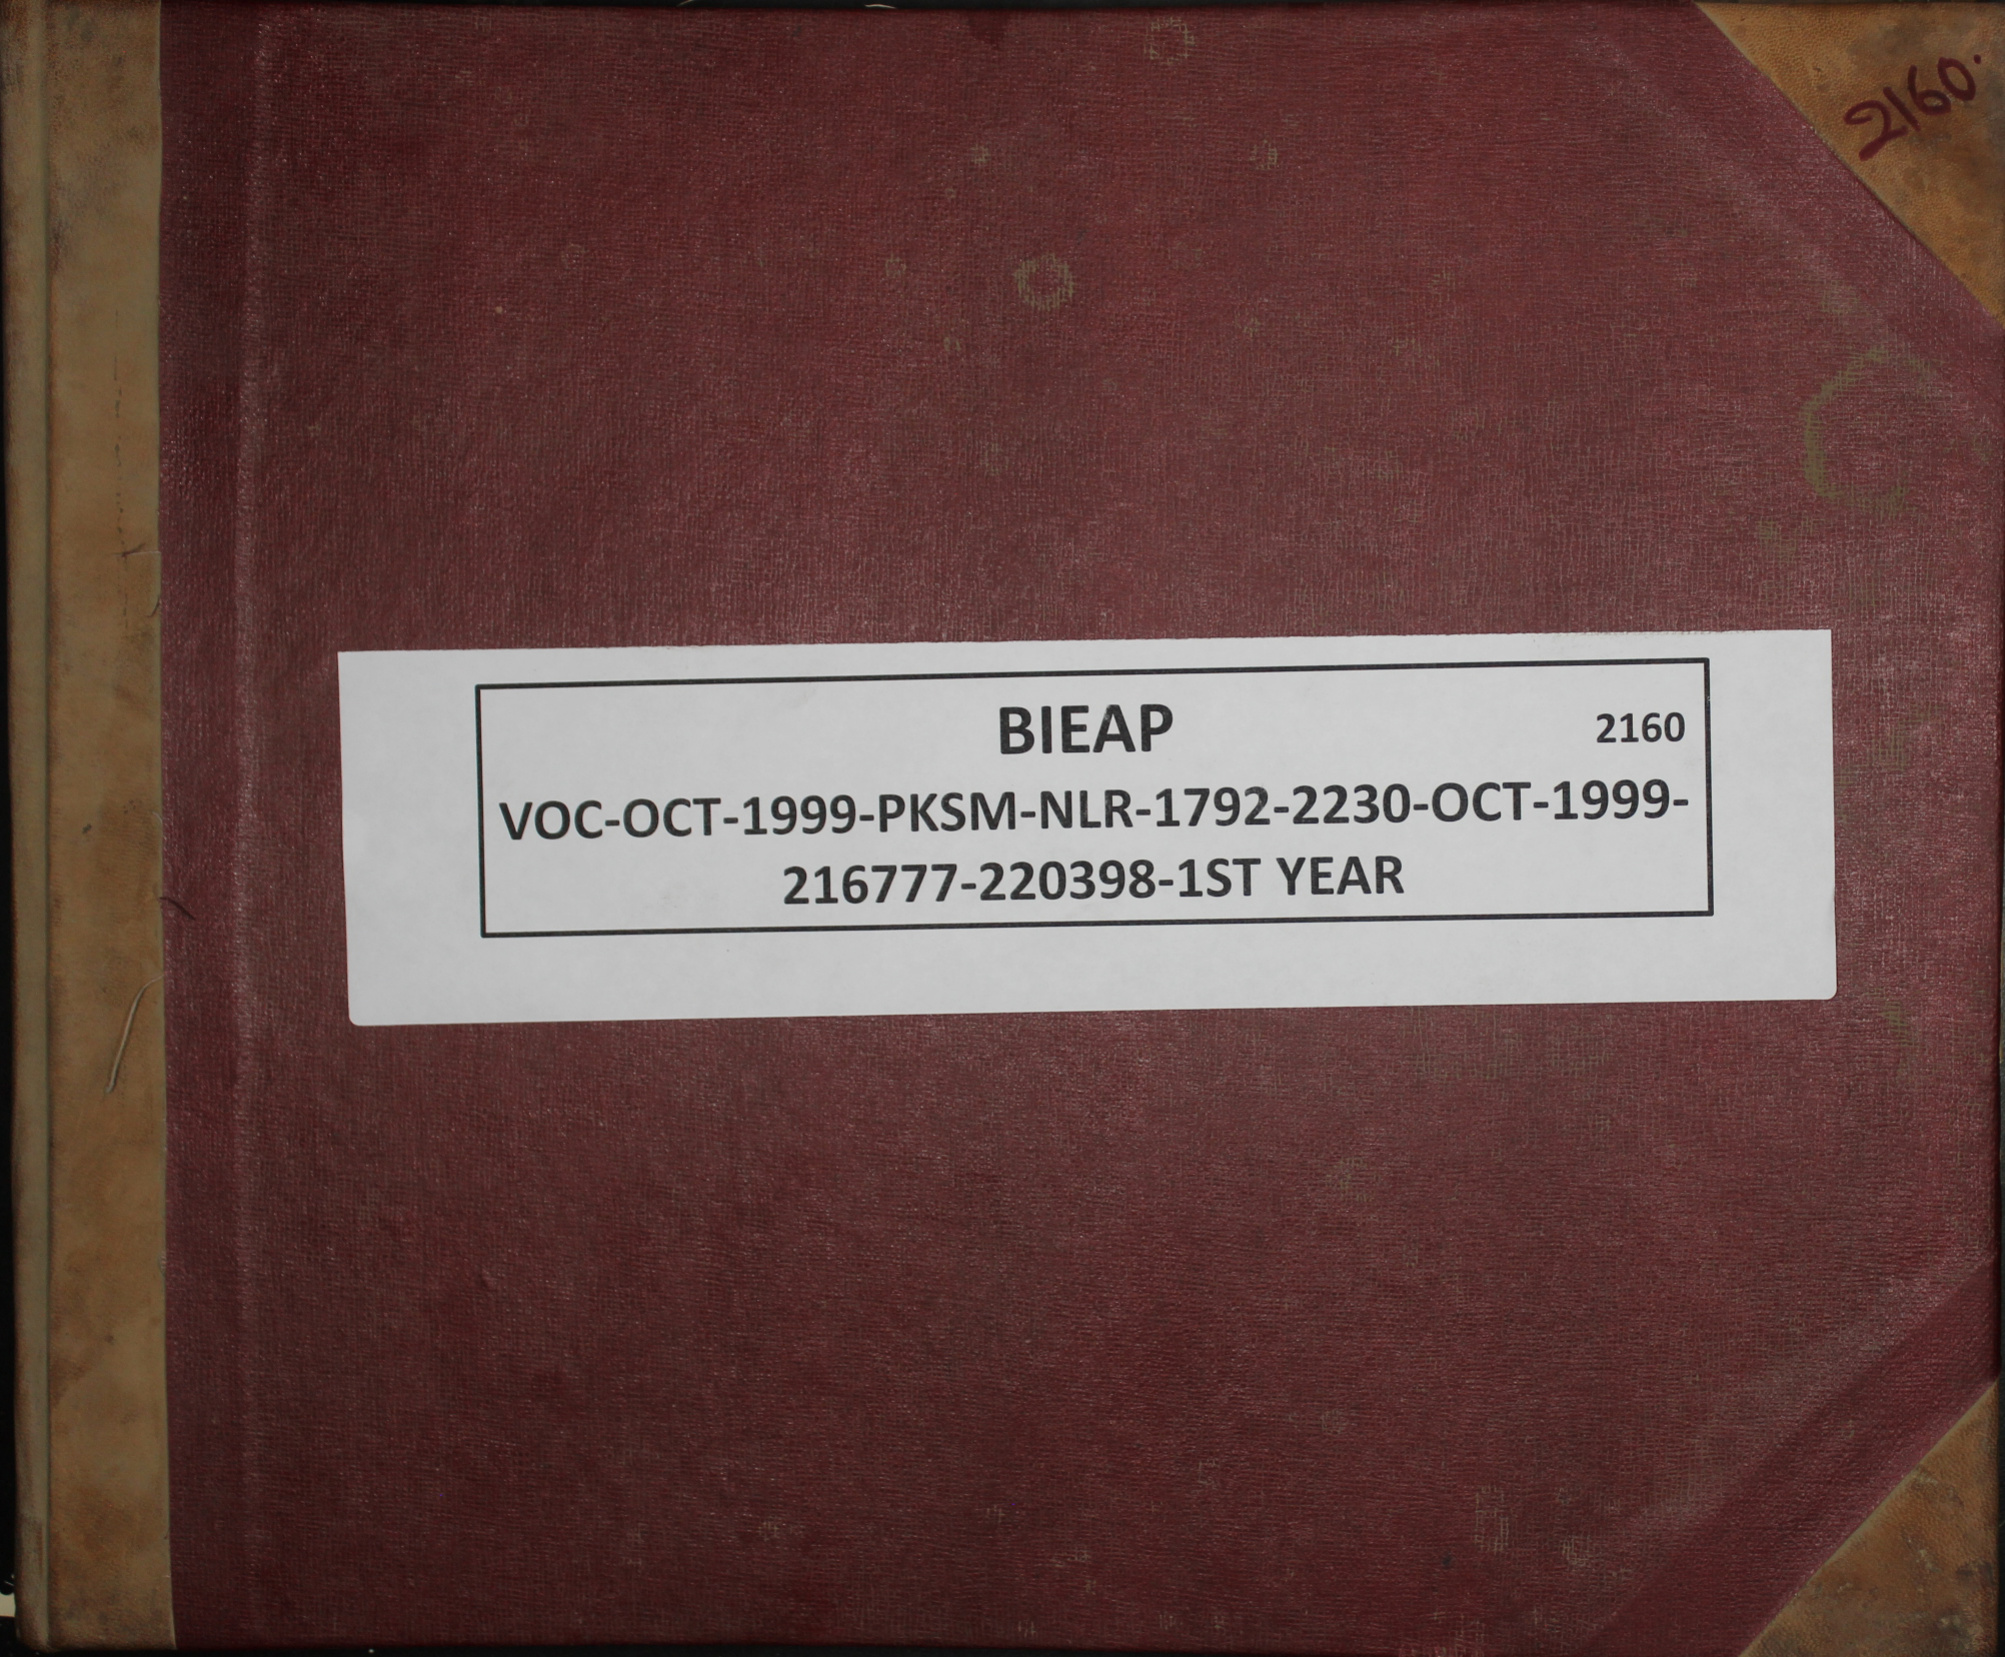 2160.
BIEAP 2160
VOC-OCT-1999-PKSM-NLR-1792-2230-OCT-1999-
216777-220398-1ST YEAR